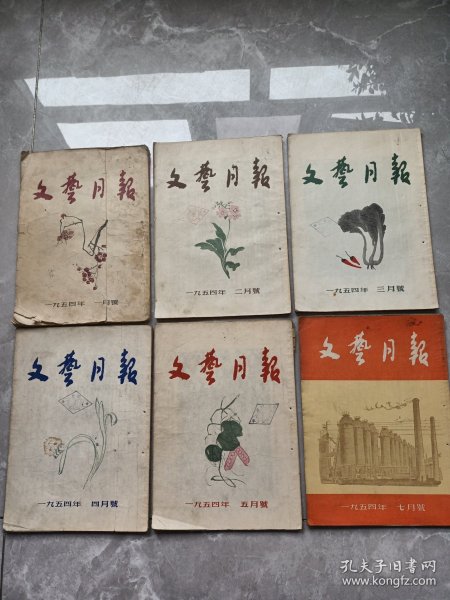 文藝月報
一九五四年 一月號
文藝月報
一九五四年 二月號
文藝月報
一九五四年 三月號
文藝月報
一九五四年 四月號
文藝月報
一九五四年 五月號
文藝月報
一九五四年 七月號
孔夫子旧书网
www.kongfz.com